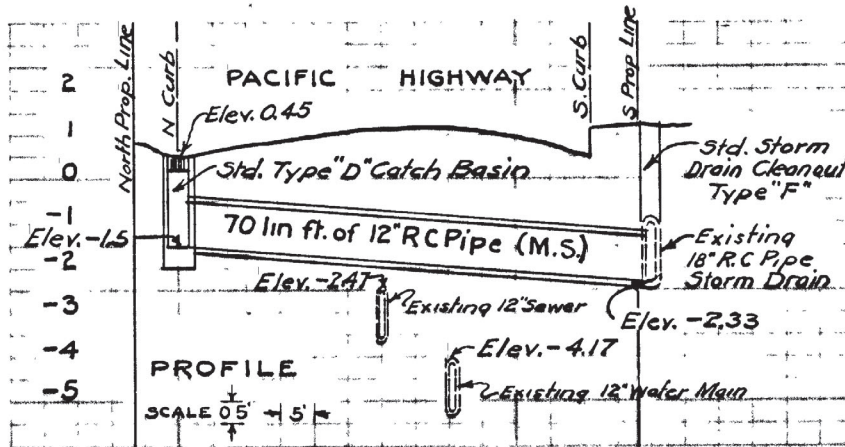 North Prop. Line
N Curb
PACIFIC HIGHWAY
S. Curb
S Prop Line
2
1
0
-1
-2
-3
-4
-5
Elev. 0.45
Std. Type "D" Catch Basin
Std. Storm
Drain Cleanout
Type "F"
Elev. -1.5
70 lin ft. of 12" RC Pipe (M.S.)
Existing
18" RC Pipe
Storm Drain
Elev. -2.47
Existing 12" Sewer
Elev. -2.33
Elev. -4.17
Existing 12" Water Main
PROFILE
SCALE 0.5' 5'